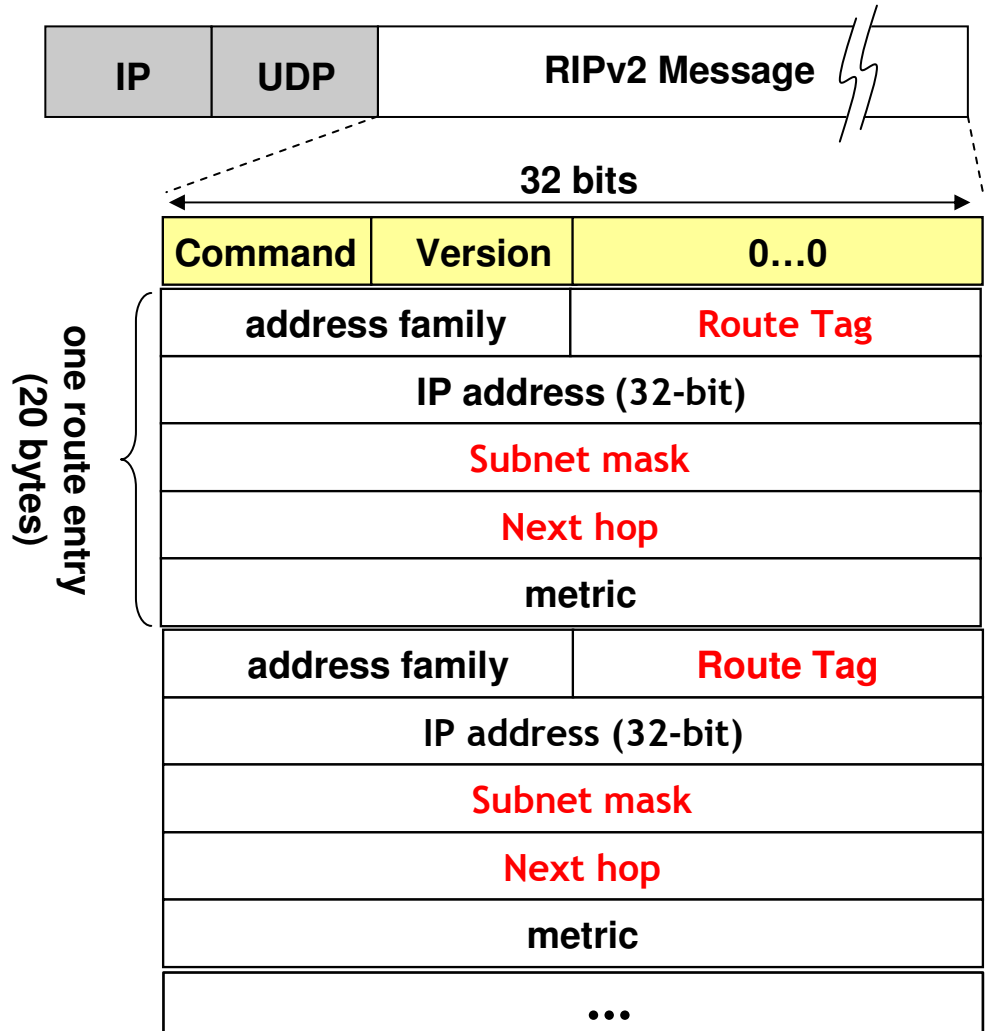 IP UDP RIPv2 Message
32 bits
Command Version 0…0
address family Route Tag
IP address (32-bit)
Subnet mask
Next hop
metric
one route entry
(20 bytes)
address family Route Tag
IP address (32-bit)
Subnet mask
Next hop
metric
…